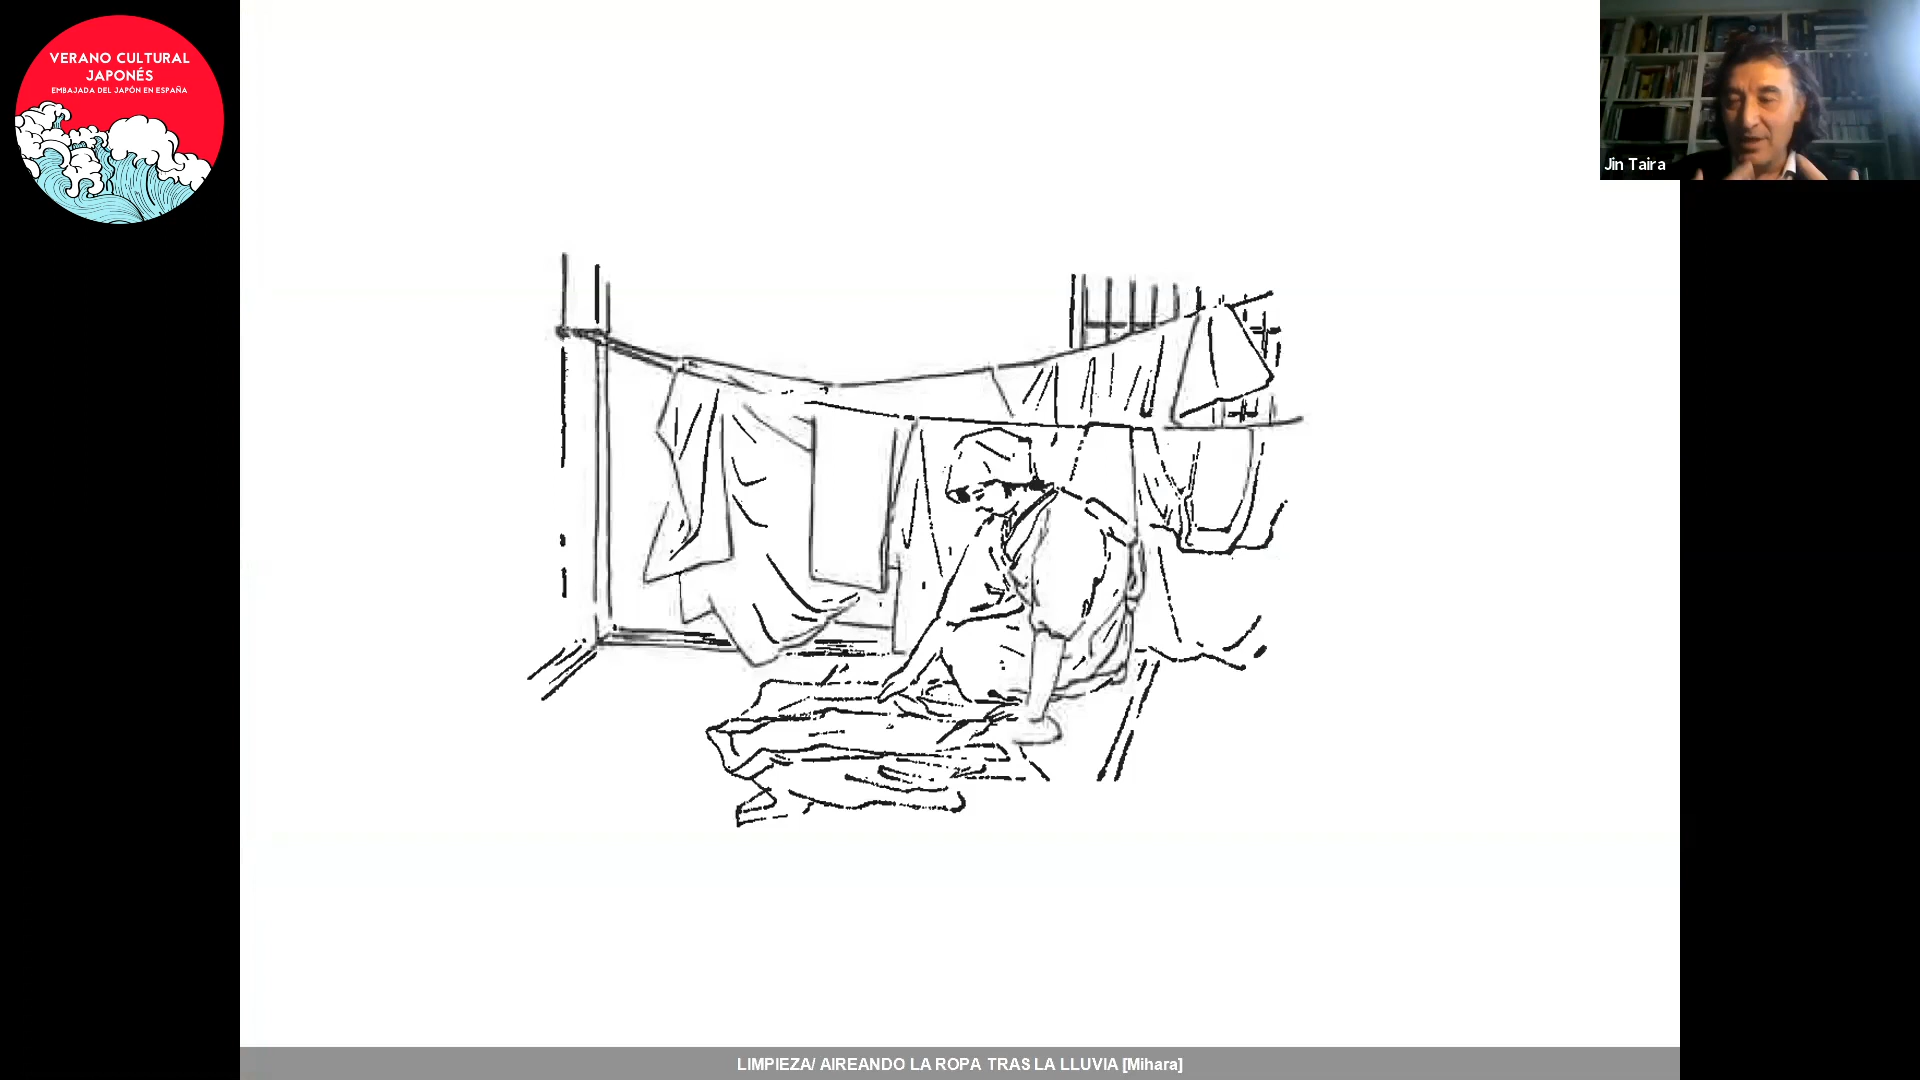 VERANO CULTURAL
JAPONÉS
EMBAJADA DEL JAPÓN EN ESPAÑA
Jin Taira
LIMPIEZA/ AIREANDO LA ROPA TRAS LA LLUVIA [Mihara]